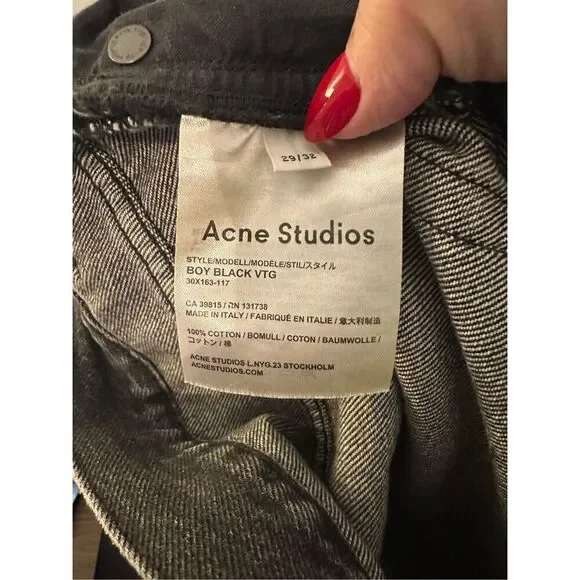 29/32
Acne Studios
STYLE/MODELL/MODÈLE/STIL/スタイル
BOY BLACK VTG
30X163-117
CA 39815 / RN 131738
MADE IN ITALY / FABRIQUÉ EN ITALIE / 意大利制造
100% COTTON / BOMULL / COTON / BAUMWOLLE /
コットン / 棉
ACNE STUDIOS L.NYG.23 STOCKHOLM
ACNESTUDIOS.COM